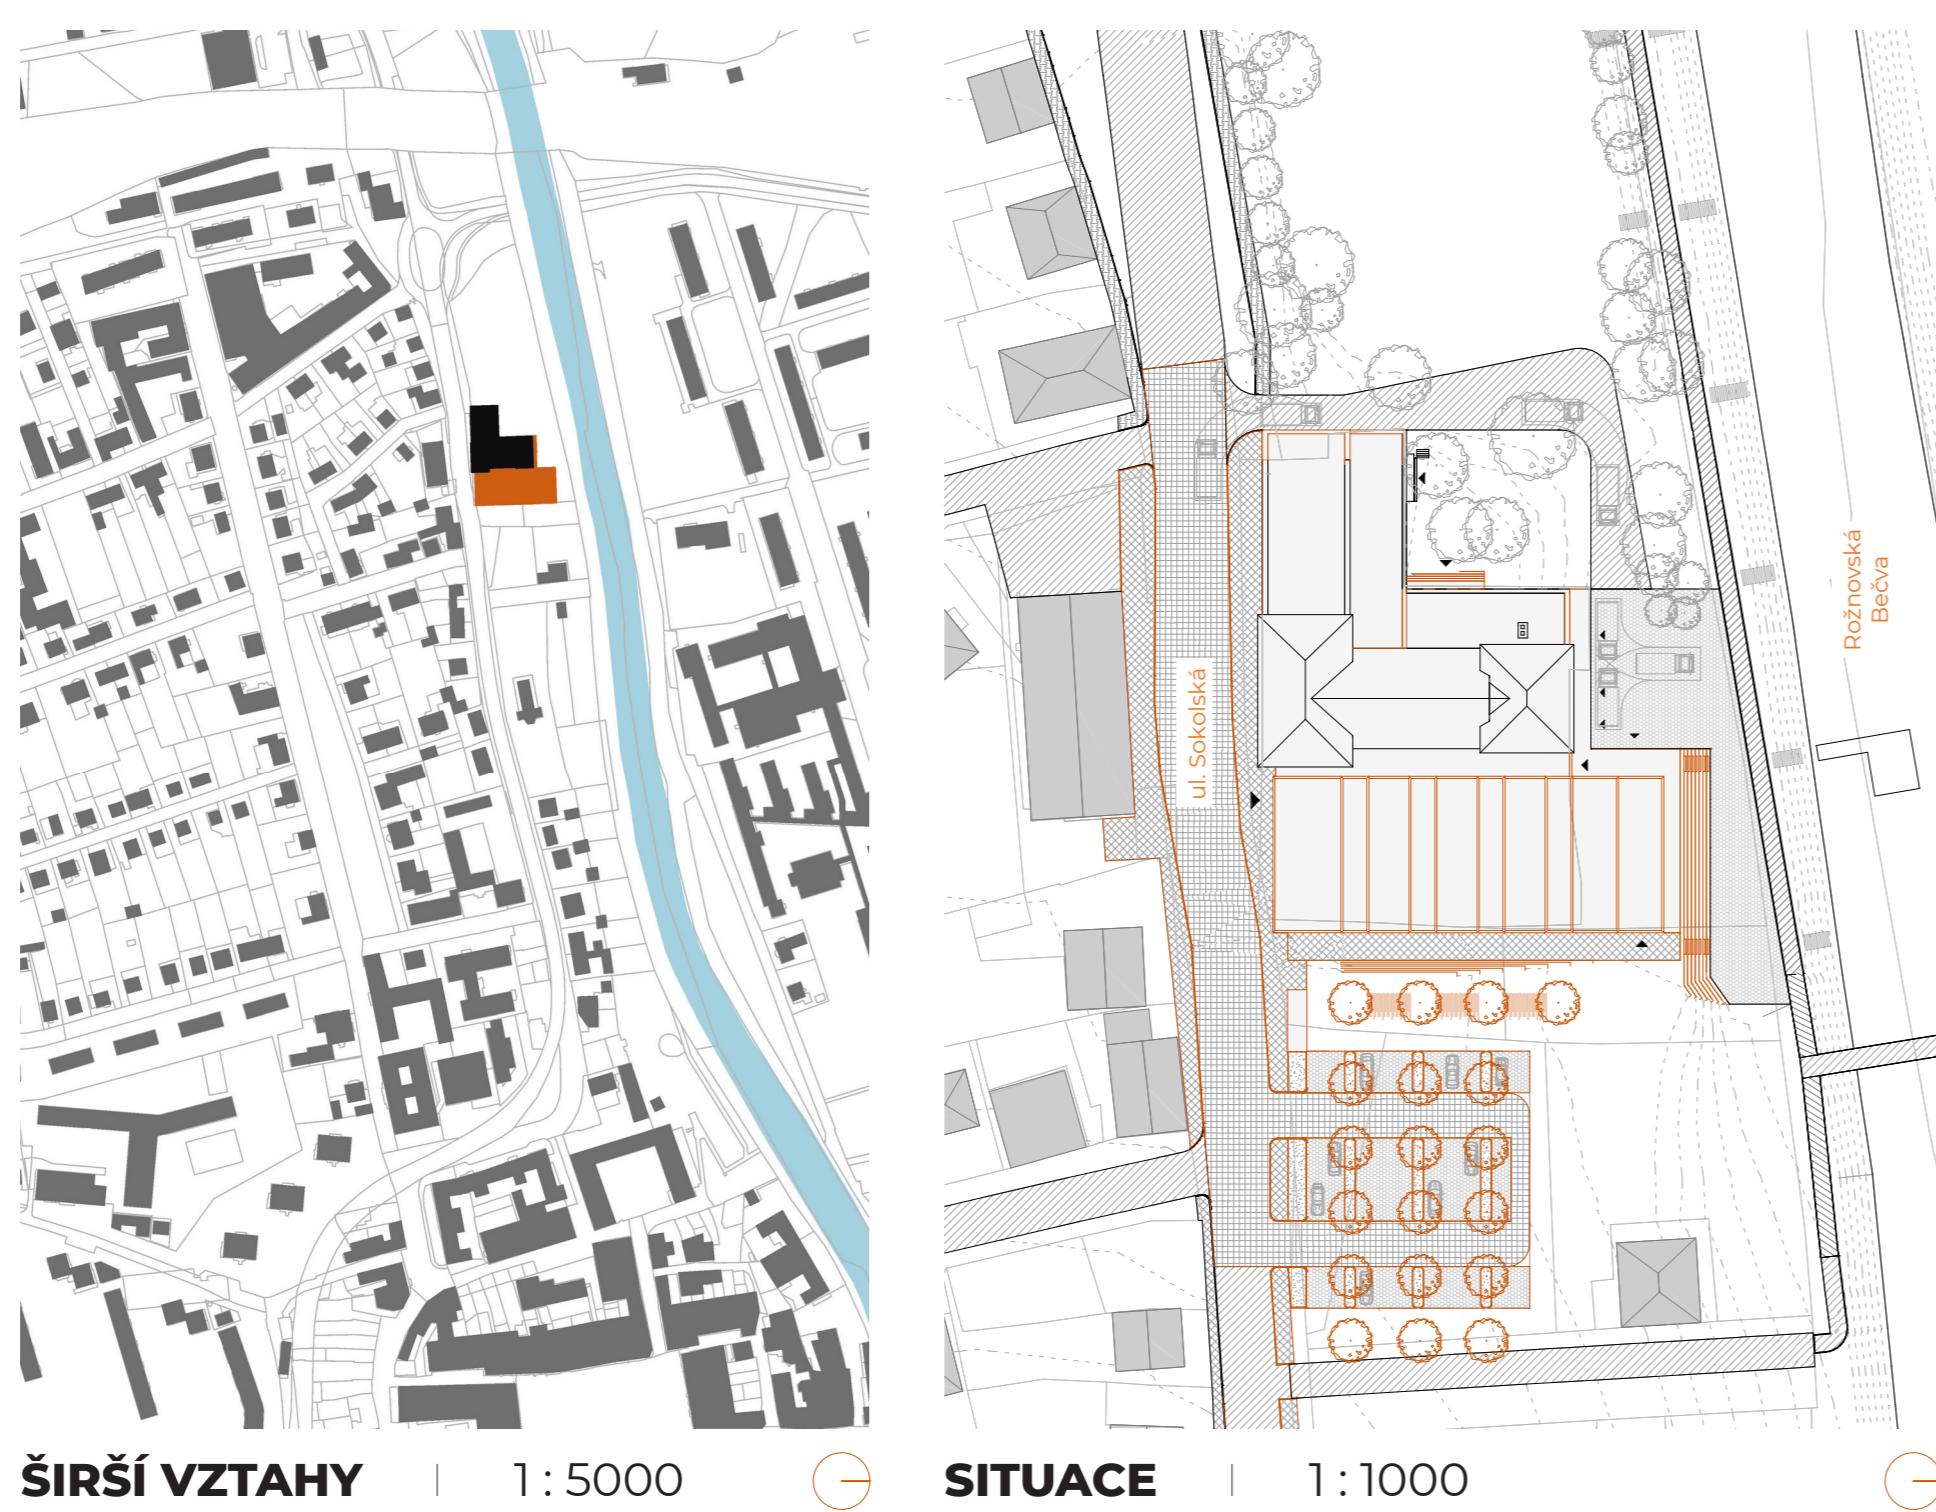 Rožnovská
Bečva
ul. Sokolská
ŠIRŠÍ VZTAHY | 1 : 5000
SITUACE | 1 : 1000